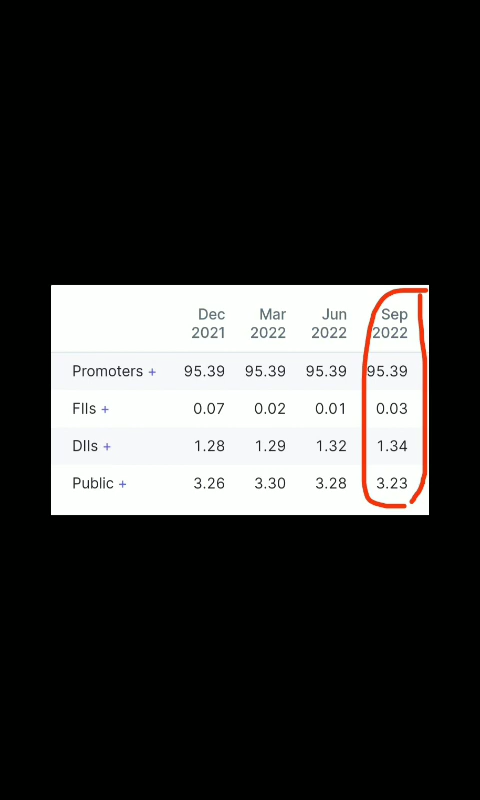 Dec Mar Jun Sep
2021 2022 2022 2022
Promoters + 95.39 95.39 95.39 95.39
FIIs + 0.07 0.02 0.01 0.03
DIIs + 1.28 1.29 1.32 1.34
Public + 3.26 3.30 3.28 3.23